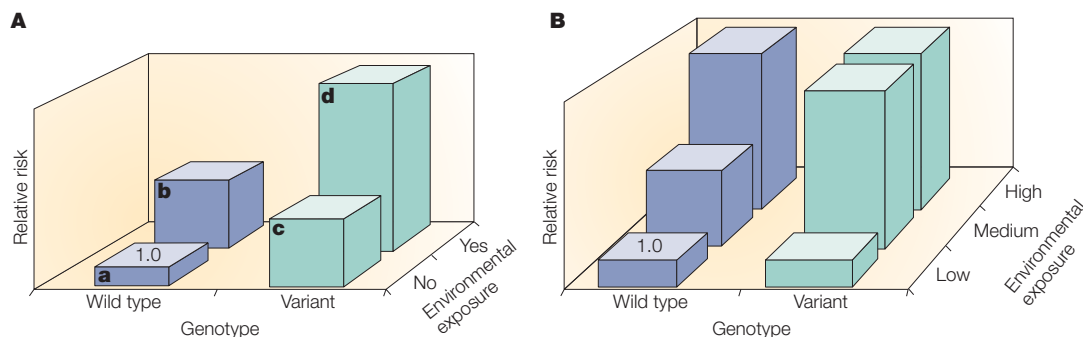 A
Relative risk
a
1.0
b
c
d
Wild type
Variant
Genotype
No
Yes
Environmental
exposure
B
Relative risk
1.0
Wild type
Variant
Genotype
Low
Medium
High
Environmental
exposure